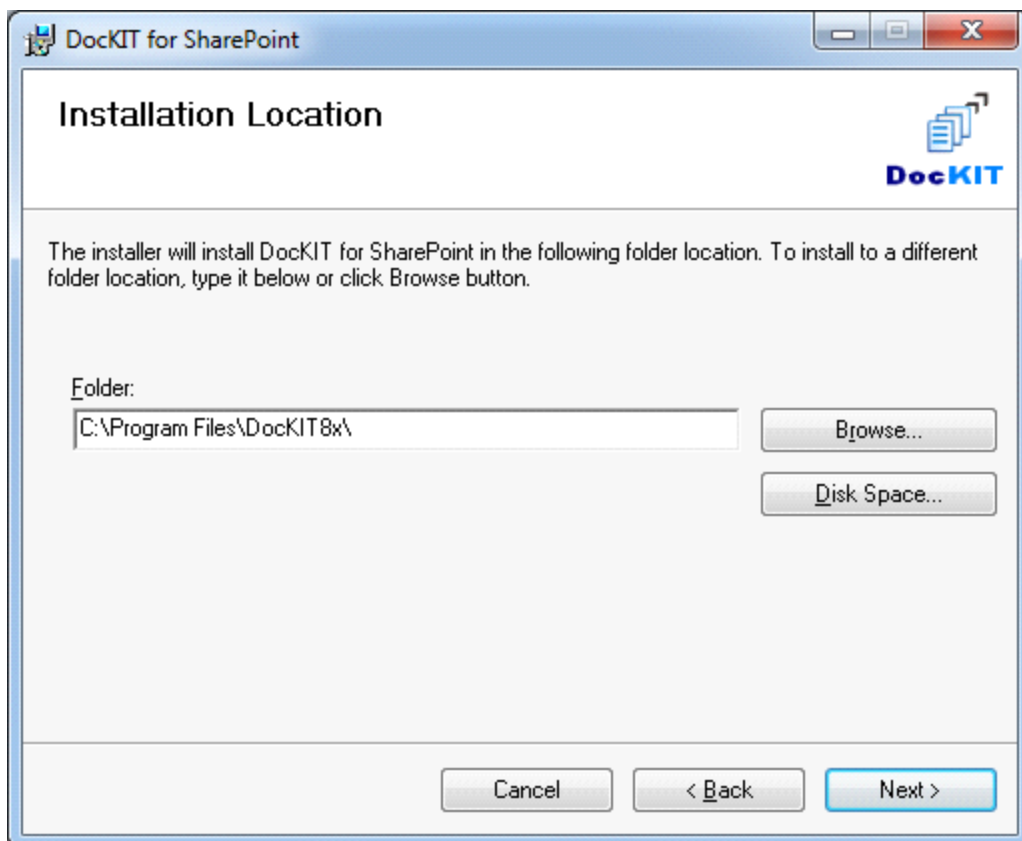 DocKIT for SharePoint
Installation Location
DocKIT
The installer will install DocKIT for SharePoint in the following folder location. To install to a different
folder location, type it below or click Browse button.
Folder:
C:\Program Files\DocKIT8x\
Browse...
Disk Space...
Cancel
< Back
Next >